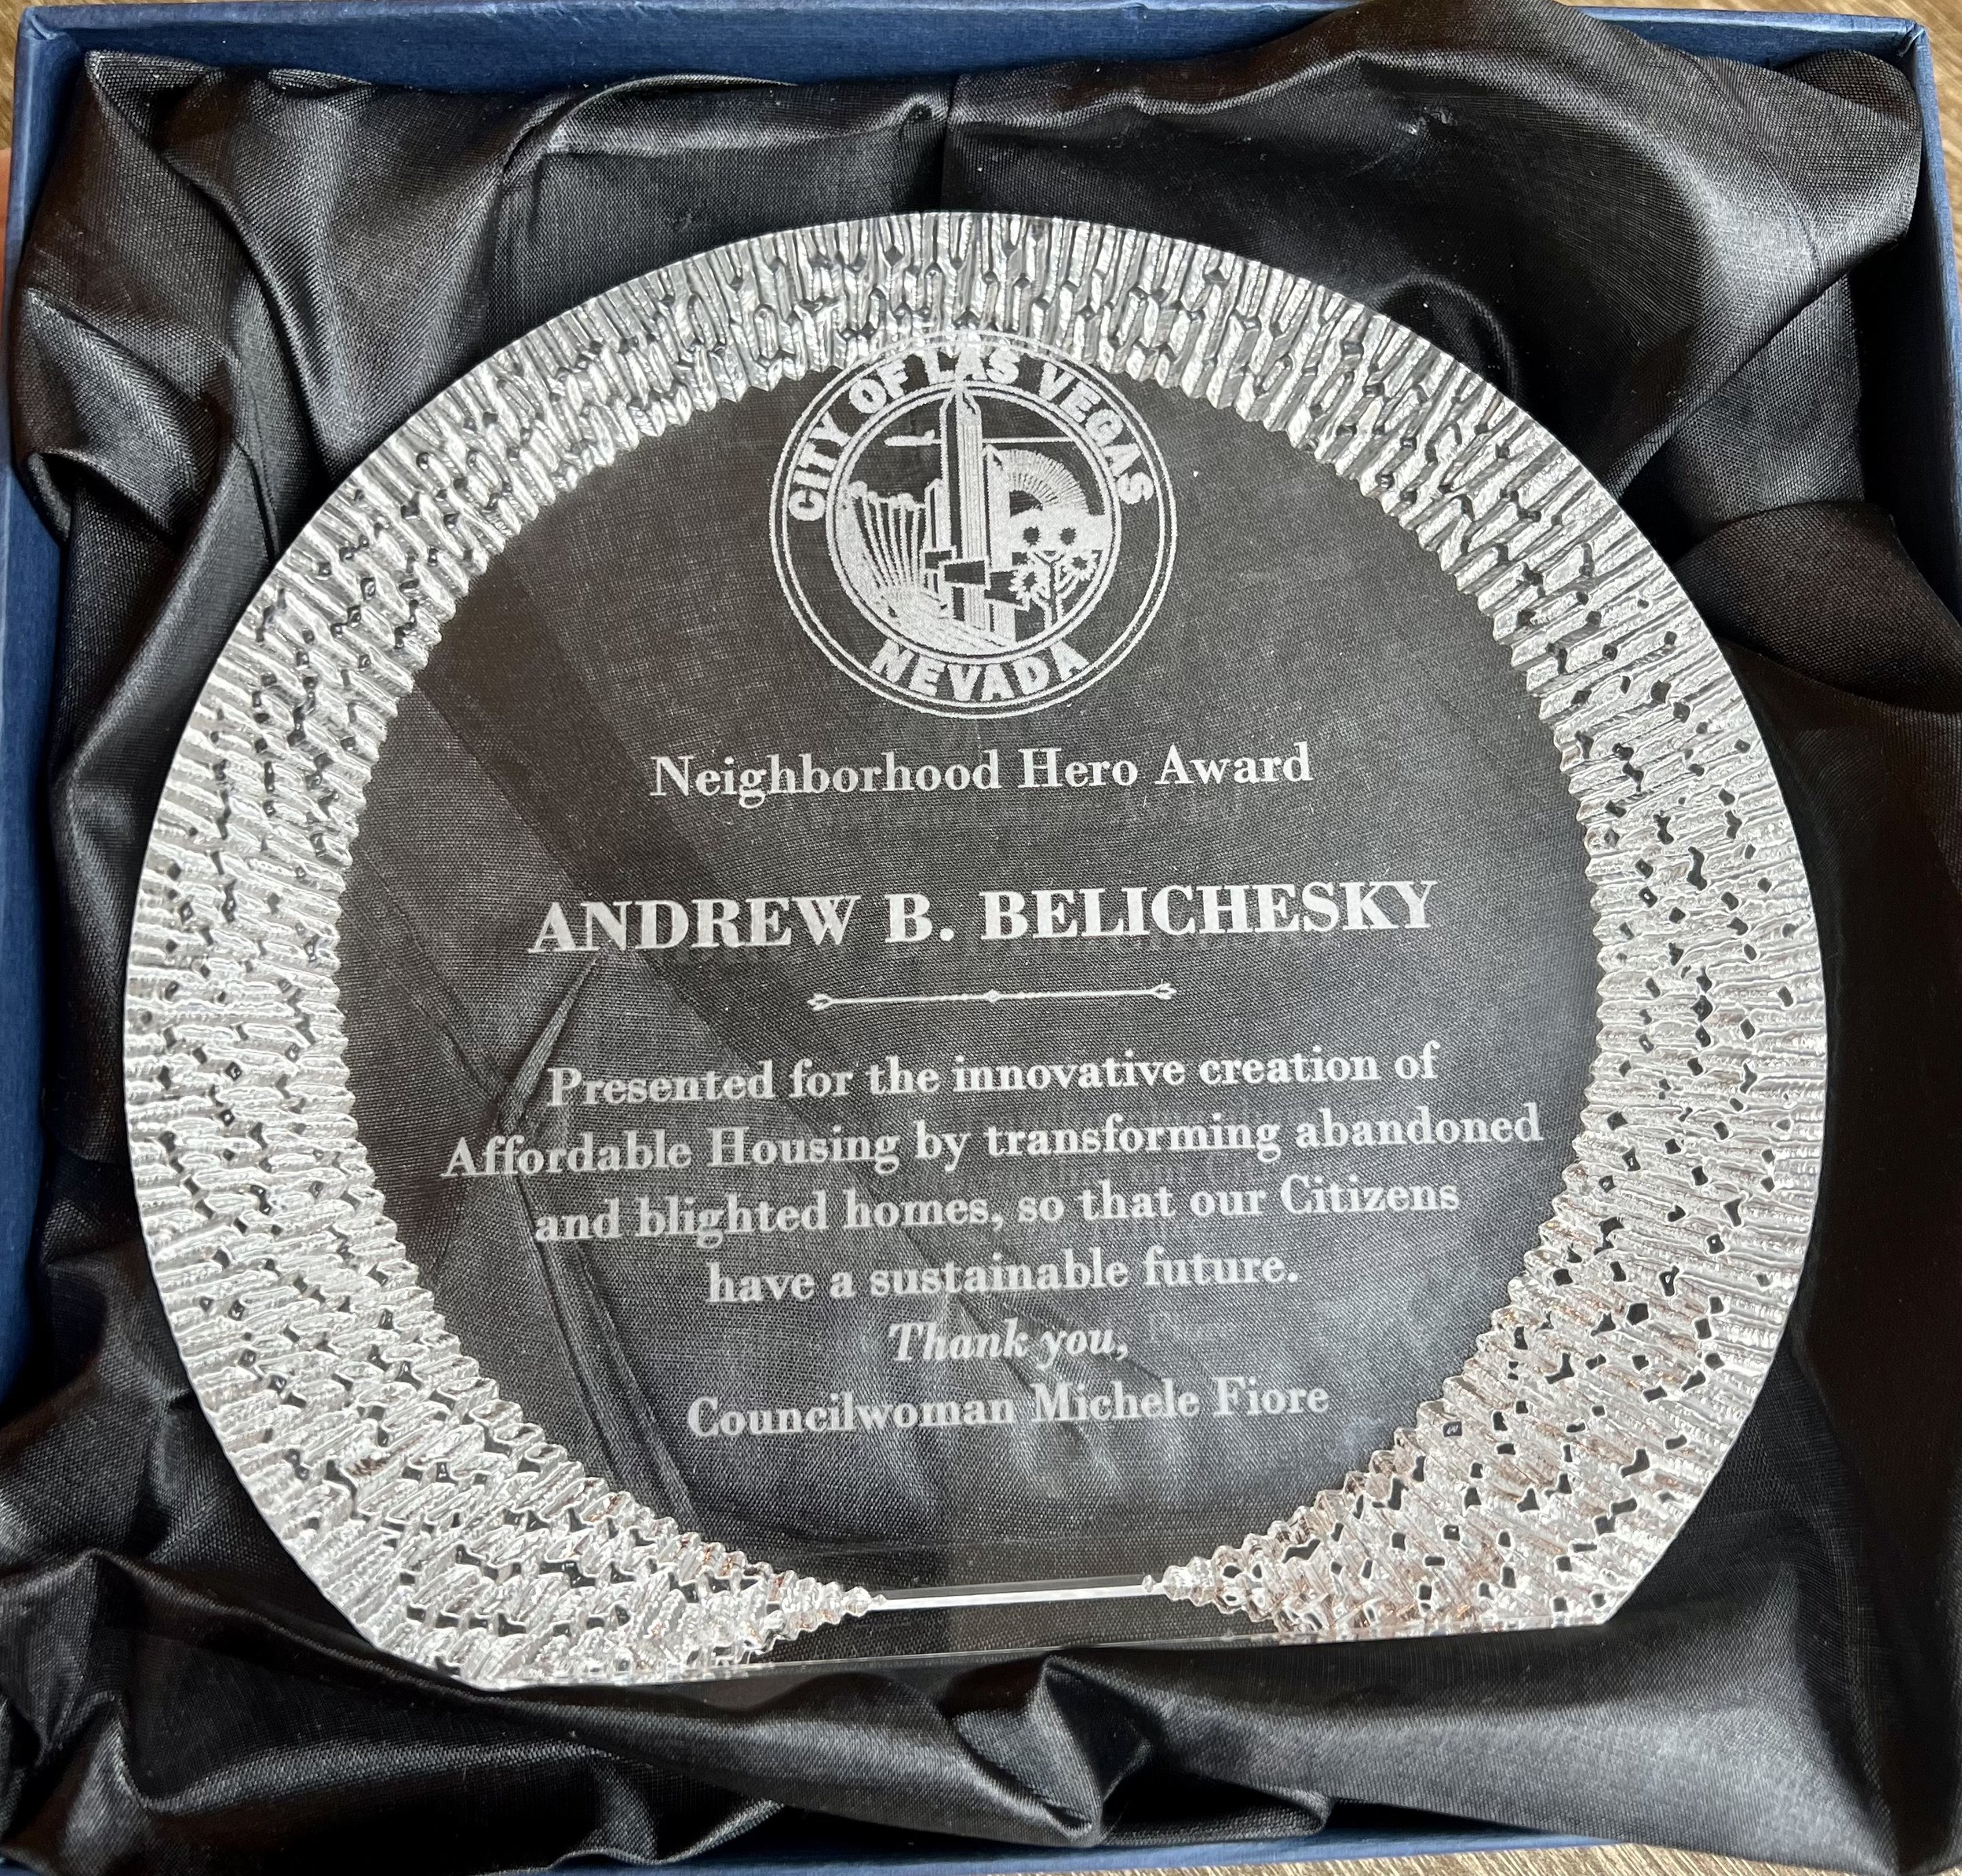 CITY OF LAS VEGAS
NEVADA
Neighborhood Hero Award
ANDREW B. BELICHESKY
Presented for the innovative creation of
Affordable Housing by transforming abandoned
and blighted homes, so that our Citizens
have a sustainable future.
Thank you,
Councilwoman Michele Fiore